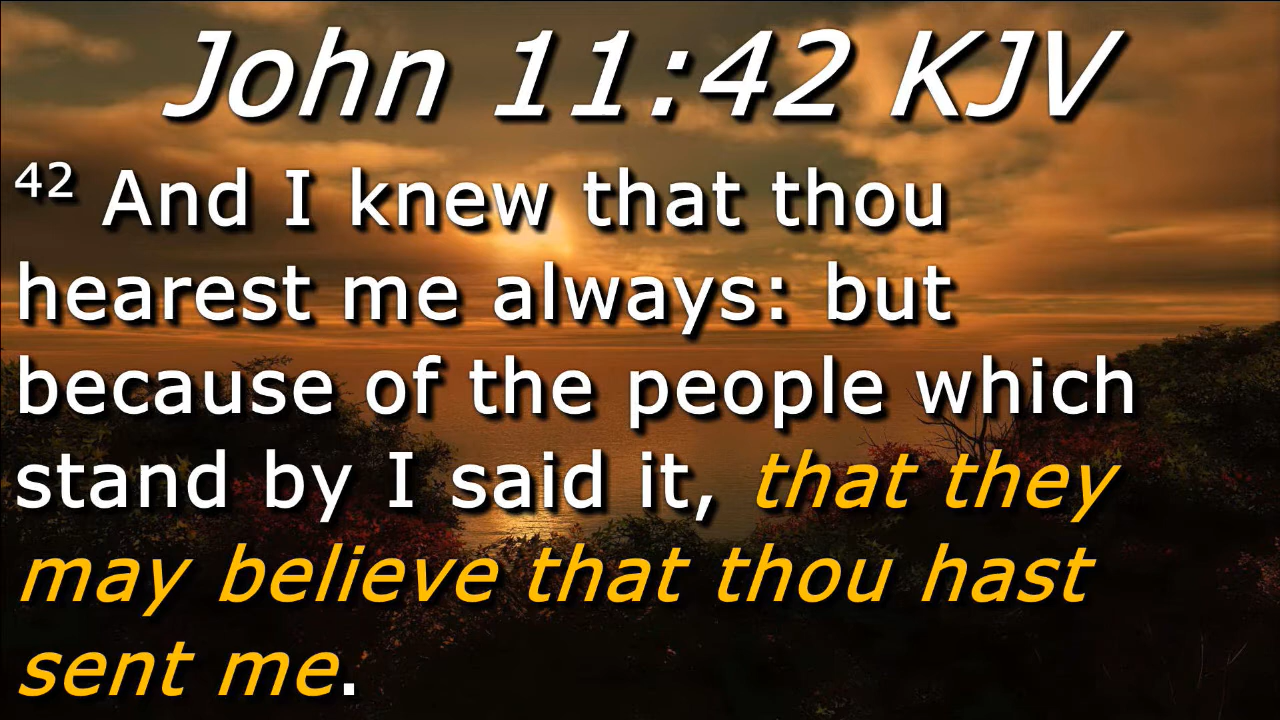 John 11:42 KJV
42 And I knew that thou
hearest me always: but
because of the people which
stand by I said it, that they
may believe that thou hast
sent me.